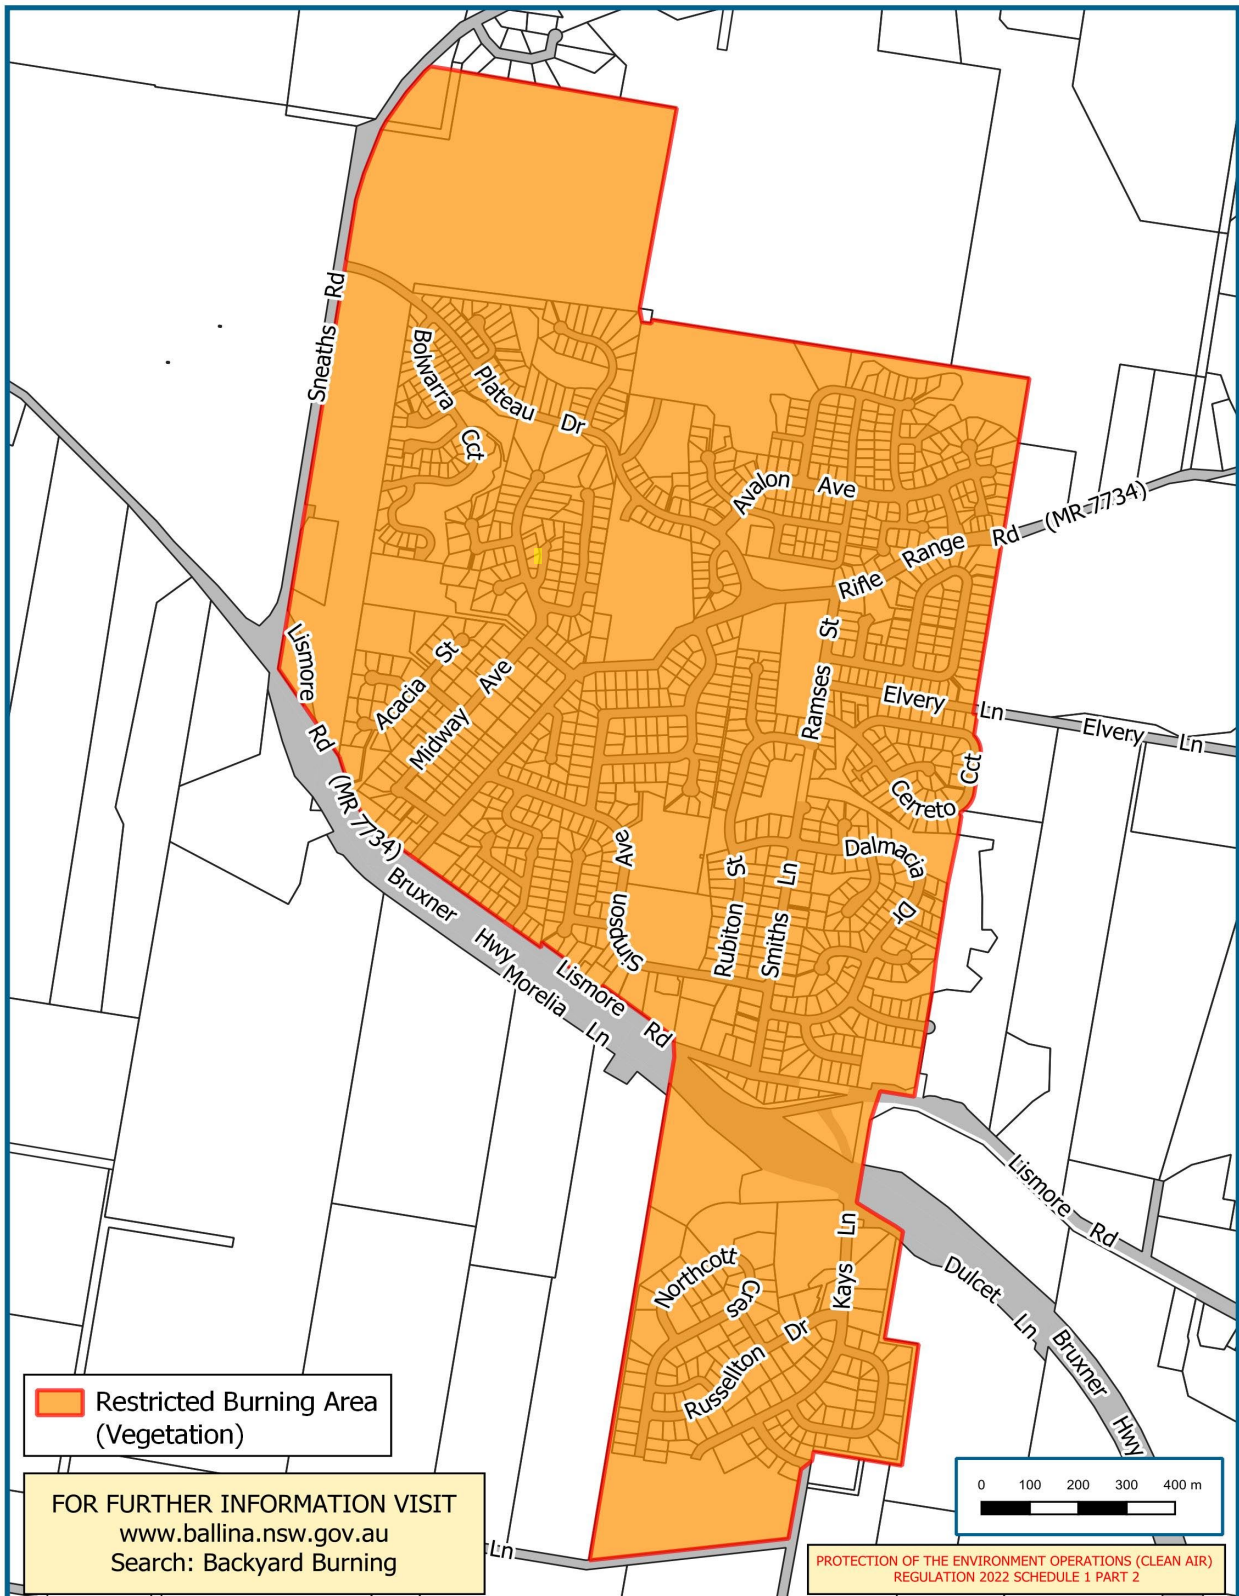 Sneaths Rd
Bolwarra Cct
Plateau Dr
Avalon Ave
Rifle Range Rd (MR 7734)
Ramses St
Elvery Ln
Elvery Ln
Lismore Rd (MR 7734)
Acacia St
Midway Ave
Cerreto Cct
Dalmacia Dr
Simpson Ave
Rubiton St
Smiths Ln
Bruxner Hwy
Morelia Ln
Lismore Rd
Lismore Rd
Northcott Cres
Kays Ln
Russellton Dr
Dulcet Ln
Bruxner Hwy
Ln
Restricted Burning Area
(Vegetation)
FOR FURTHER INFORMATION VISIT
www.ballina.nsw.gov.au
Search: Backyard Burning
0 100 200 300 400 m
PROTECTION OF THE ENVIRONMENT OPERATIONS (CLEAN AIR)
REGULATION 2022 SCHEDULE 1 PART 2